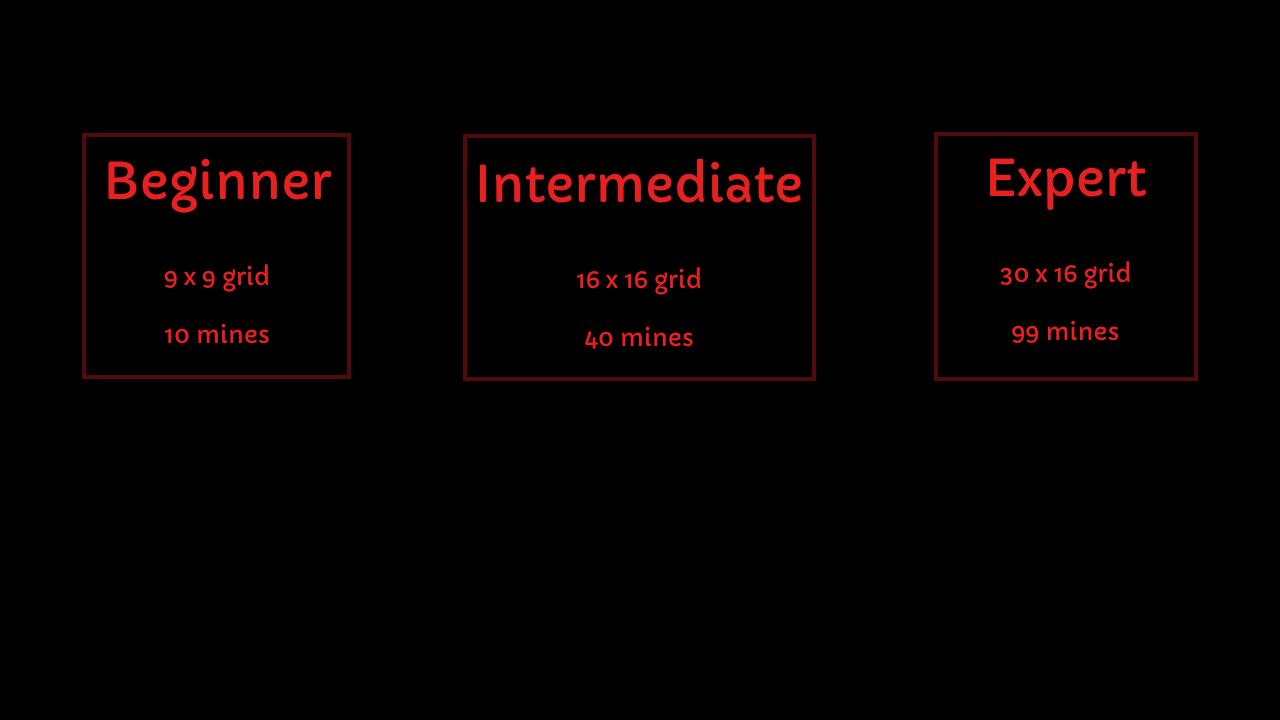 Beginner
9 x 9 grid
10 mines
Intermediate
16 x 16 grid
40 mines
Expert
30 x 16 grid
99 mines